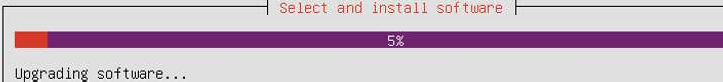 Select and install software
5%
Upgrading software...